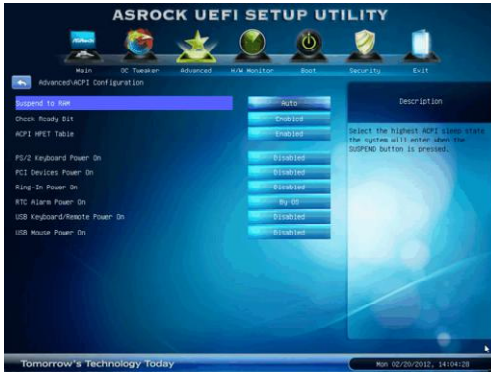 ASROCK UEFI SETUP UTILITY
Main OC Tweaker Advanced H/W Monitor Boot Security Exit
Advanced\ACPI Configuration
Suspend to RAM Auto
Check Ready Bit Enabled
ACPI HPET Table Enabled
PS/2 Keyboard Power On Disabled
PCI Devices Power On Disabled
Ring-In Power On Disabled
RTC Alarm Power On By OS
USB Keyboard/Remote Power On Disabled
USB Mouse Power On Disabled
Description
Select the highest ACPI sleep state
the system will enter when the
SUSPEND button is pressed.
Tomorrow's Technology Today
Mon 02/20/2012, 14:04:28